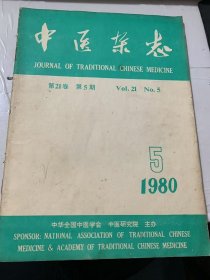 中医杂志
JOURNAL OF TRADITIONAL CHINESE MEDICINE
第21卷 第5期 Vol. 21 No. 5
5
1980
中华全国中医学会 中医研究院 主办
SPONSOR: NATIONAL ASSOCIATION OF TRADITIONAL CHINESE
MEDICINE & ACADEMY OF TRADITIONAL CHINESE MEDICINE